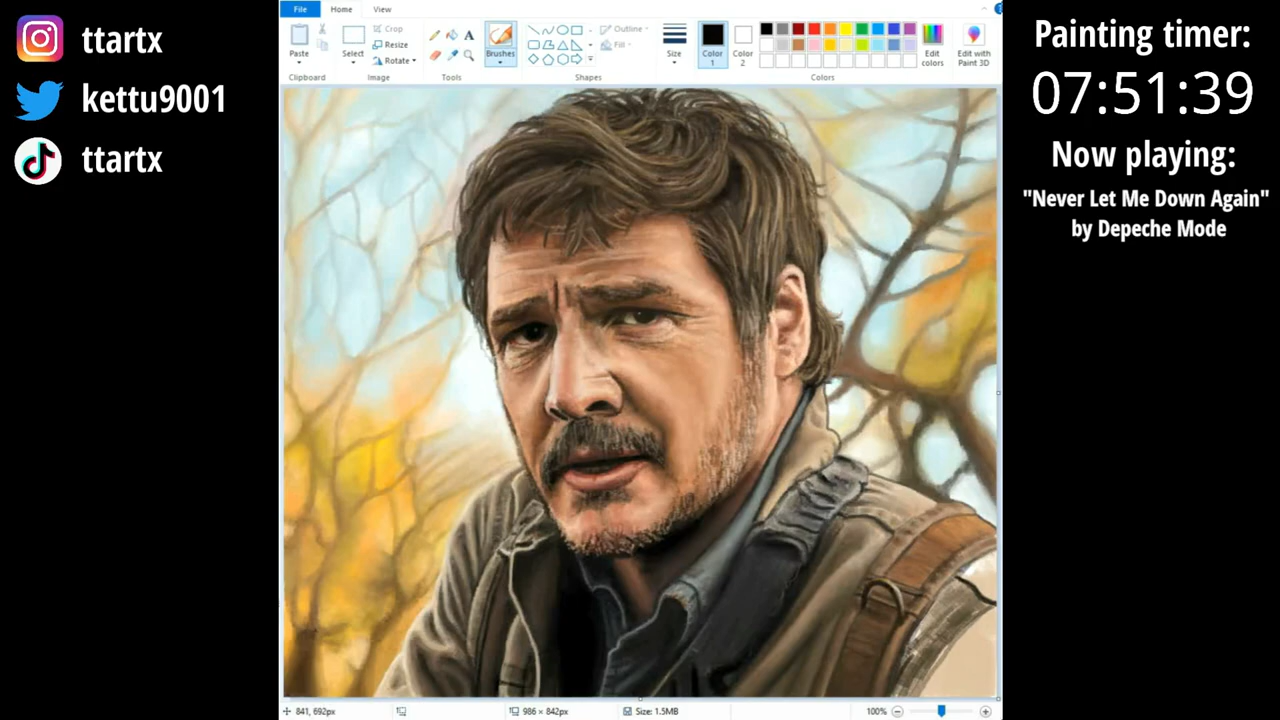 ttartx
kettu9001
ttartx
File
Home
View
Paste
Select
Crop
Resize
Rotate
A
Brushes
Outline
Fill
Size
Color
1
Color
2
Edit
colors
Edit with
Paint 3D
Clipboard
Image
Tools
Shapes
Colors
Painting timer:
07:51:39
Now playing:
"Never Let Me Down Again"
by Depeche Mode
841, 692px
986 × 842px
Size: 1.5MB
100%